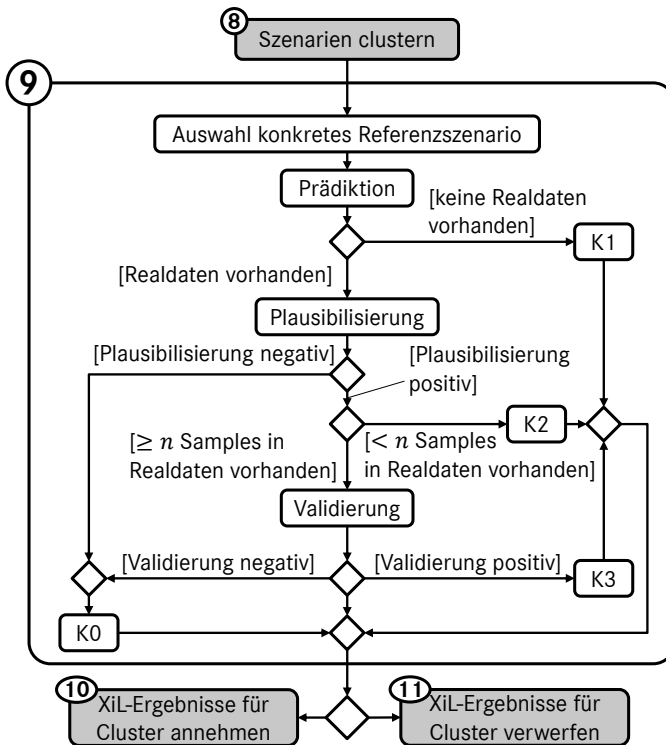 8
Szenarien clustern
9
Auswahl konkretes Referenzszenario
Prädiktion
[keine Realdaten
vorhanden]
K1
[Realdaten vorhanden]
Plausibilisierung
[Plausibilisierung negativ]
[Plausibilisierung
positiv]
K2
[≥ n Samples in
Realdaten vorhanden]
[< n Samples
in Realdaten vorhanden]
Validierung
[Validierung negativ]
[Validierung positiv]
K3
K0
10
XiL-Ergebnisse für
Cluster annehmen
11
XiL-Ergebnisse für
Cluster verwerfen